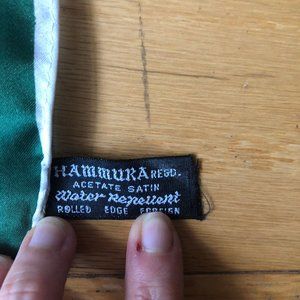 HAMMURA REGD.
ACETATE SATIN
Water Repellent
ROLLED EDGE FOREIGN